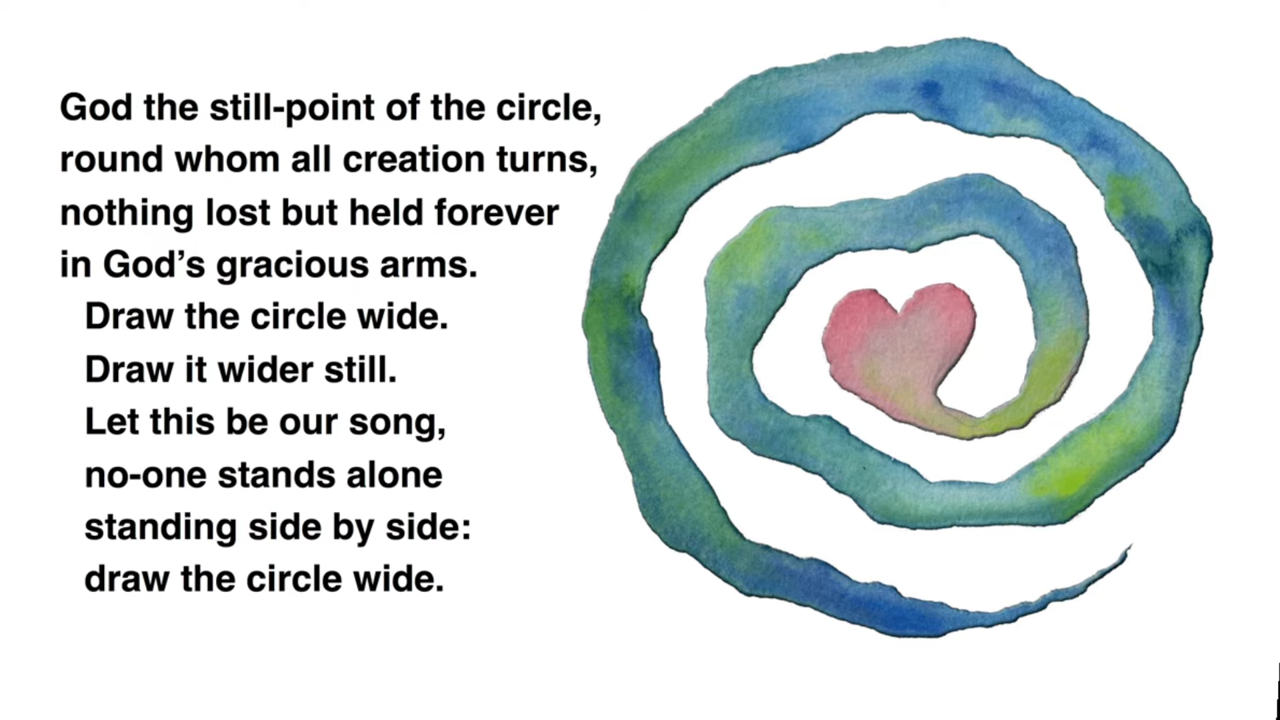 God the still-point of the circle,
round whom all creation turns,
nothing lost but held forever
in God’s gracious arms.
Draw the circle wide.
Draw it wider still.
Let this be our song,
no-one stands alone
standing side by side:
draw the circle wide.